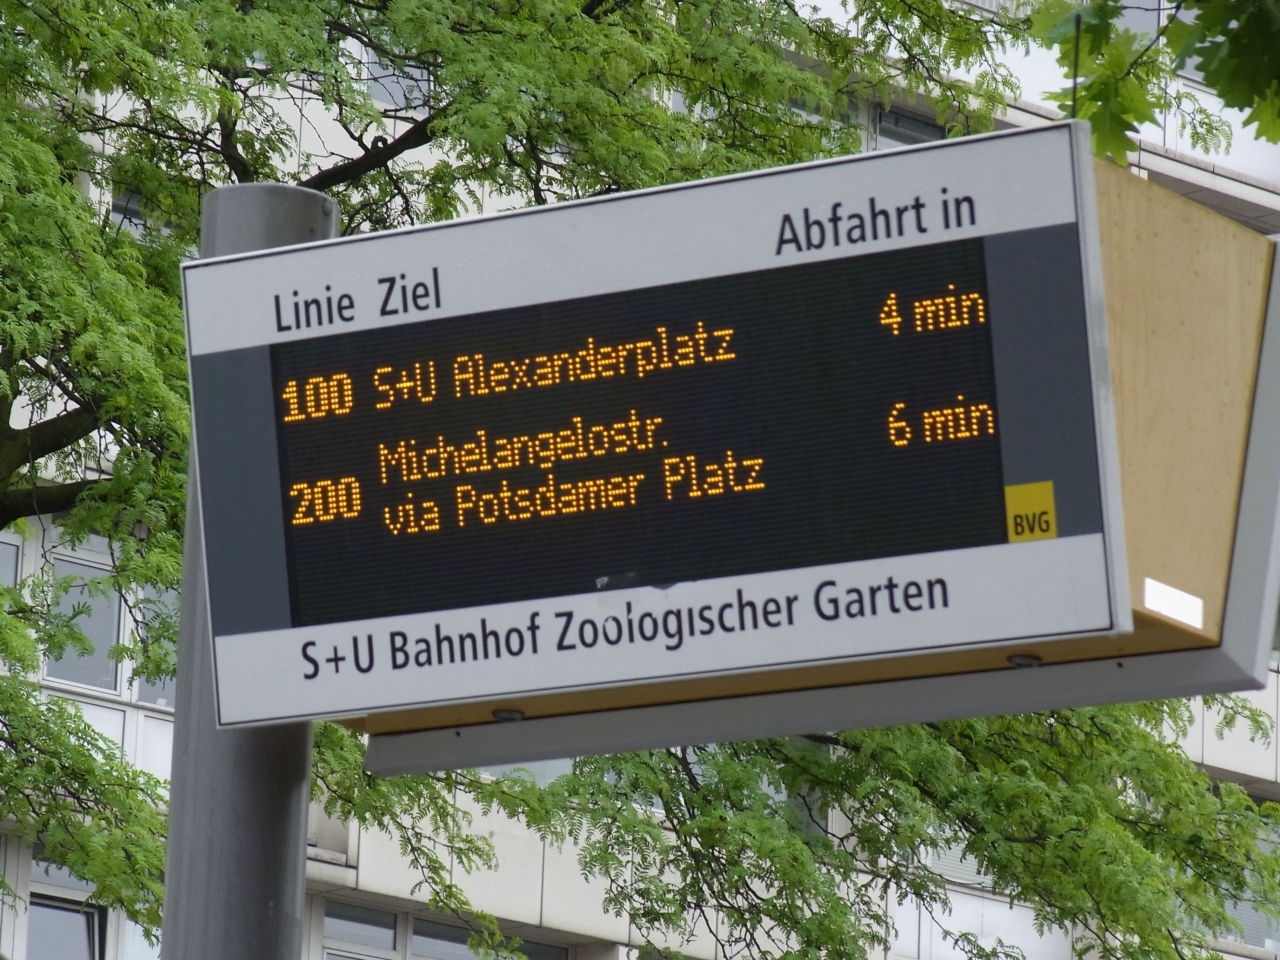 Linie Ziel Abfahrt in
100 S+U Alexanderplatz 4 min
Michelangelostr. 6 min
200 via Potsdamer Platz
BVG
S+U Bahnhof Zoologischer Garten